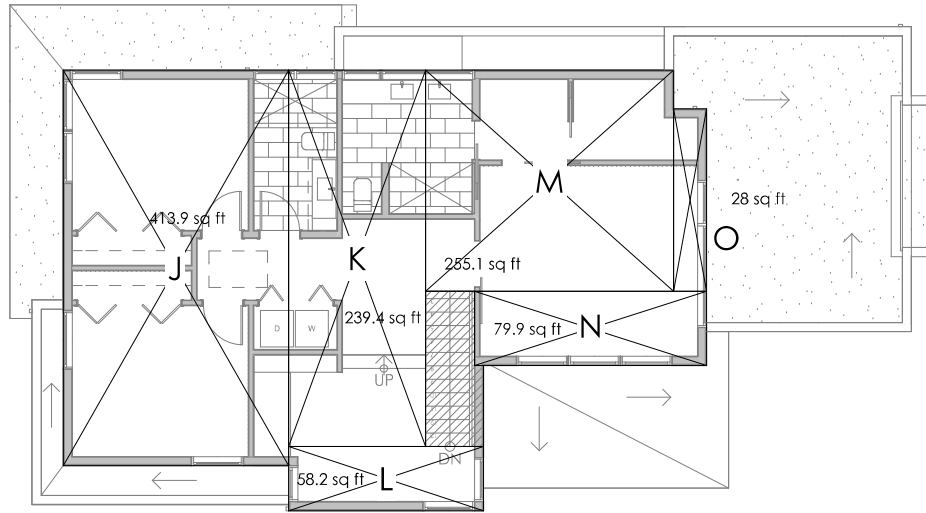 M
28 sq ft
413.9 sq ft
O
K
255.1 sq ft
J
239.4 sq ft
79.9 sq ft
N
D
W
UP
DN
58.2 sq ft
L